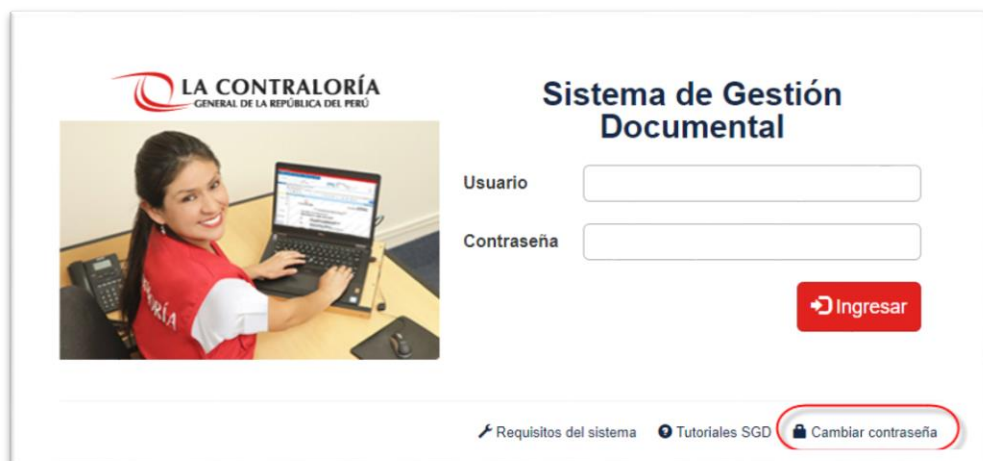 LA CONTRALORÍA
GENERAL DE LA REPÚBLICA DEL PERÚ
Sistema de Gestión
Documental
Usuario
Contraseña
Ingresar
Requisitos del sistema
Tutoriales SGD
Cambiar contraseña